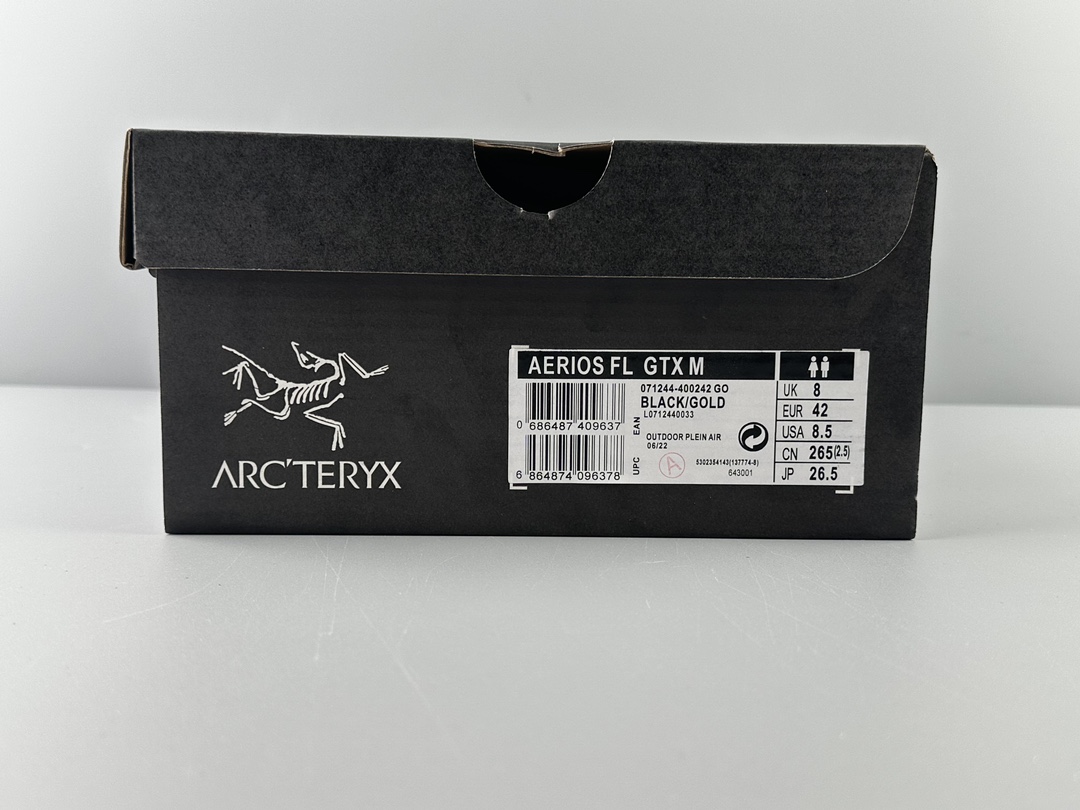 ARC'TERYX
AERIOS FL GTX M
071244-400242 GO
BLACK/GOLD
L0712440033
0 686487 409637
EAN
OUTDOOR PLEIN AIR
06/22
UPC
A
5302354143(137774-8)
643001
6 864874 096378
UK 8
EUR 42
USA 8.5
CN 265(2.5)
JP 26.5